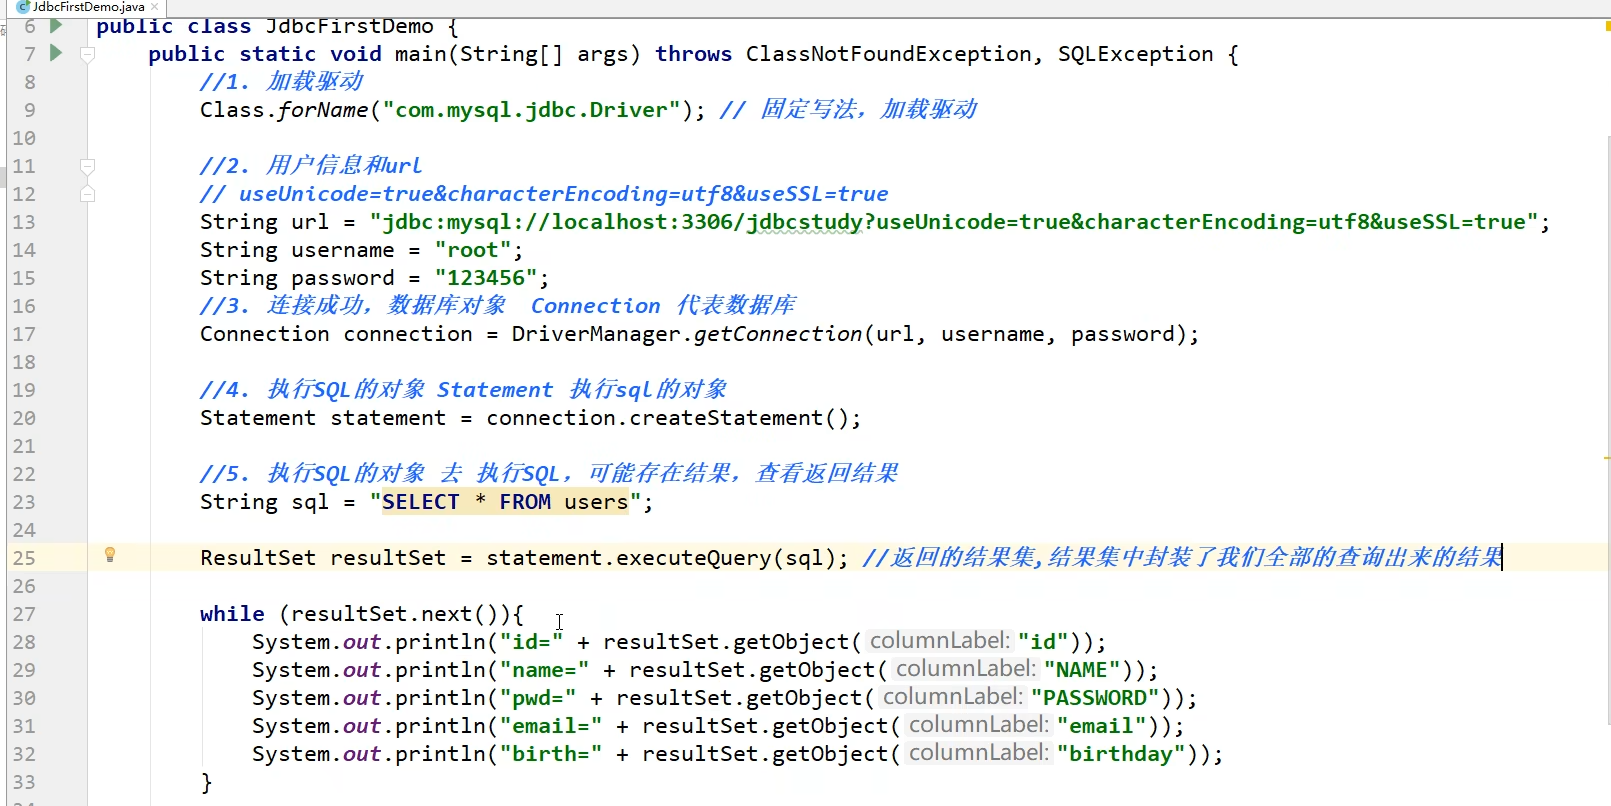 JdbcFirstDemo.java ×
6 public class JdbcFirstDemo {
7 public static void main(String[] args) throws ClassNotFoundException, SQLException {
8 //1. 加载驱动
9 Class.forName("com.mysql.jdbc.Driver"); // 固定写法，加载驱动
10
11 //2. 用户信息和url
12 // useUnicode=true&characterEncoding=utf8&useSSL=true
13 String url = "jdbc:mysql://localhost:3306/jdbcstudy?useUnicode=true&characterEncoding=utf8&useSSL=true";
14 String username = "root";
15 String password = "123456";
16 //3. 连接成功，数据库对象  Connection 代表数据库
17 Connection connection = DriverManager.getConnection(url, username, password);
18
19 //4. 执行SQL的对象 Statement 执行sql的对象
20 Statement statement = connection.createStatement();
21
22 //5. 执行SQL的对象 去 执行SQL，可能存在结果，查看返回结果
23 String sql = "SELECT * FROM users";
24
25 ResultSet resultSet = statement.executeQuery(sql); //返回的结果集,结果集中封装了我们全部的查询出来的结果
26
27 while (resultSet.next()){
28 System.out.println("id=" + resultSet.getObject( columnLabel: "id"));
29 System.out.println("name=" + resultSet.getObject( columnLabel: "NAME"));
30 System.out.println("pwd=" + resultSet.getObject( columnLabel: "PASSWORD"));
31 System.out.println("email=" + resultSet.getObject( columnLabel: "email"));
32 System.out.println("birth=" + resultSet.getObject( columnLabel: "birthday"));
33 }